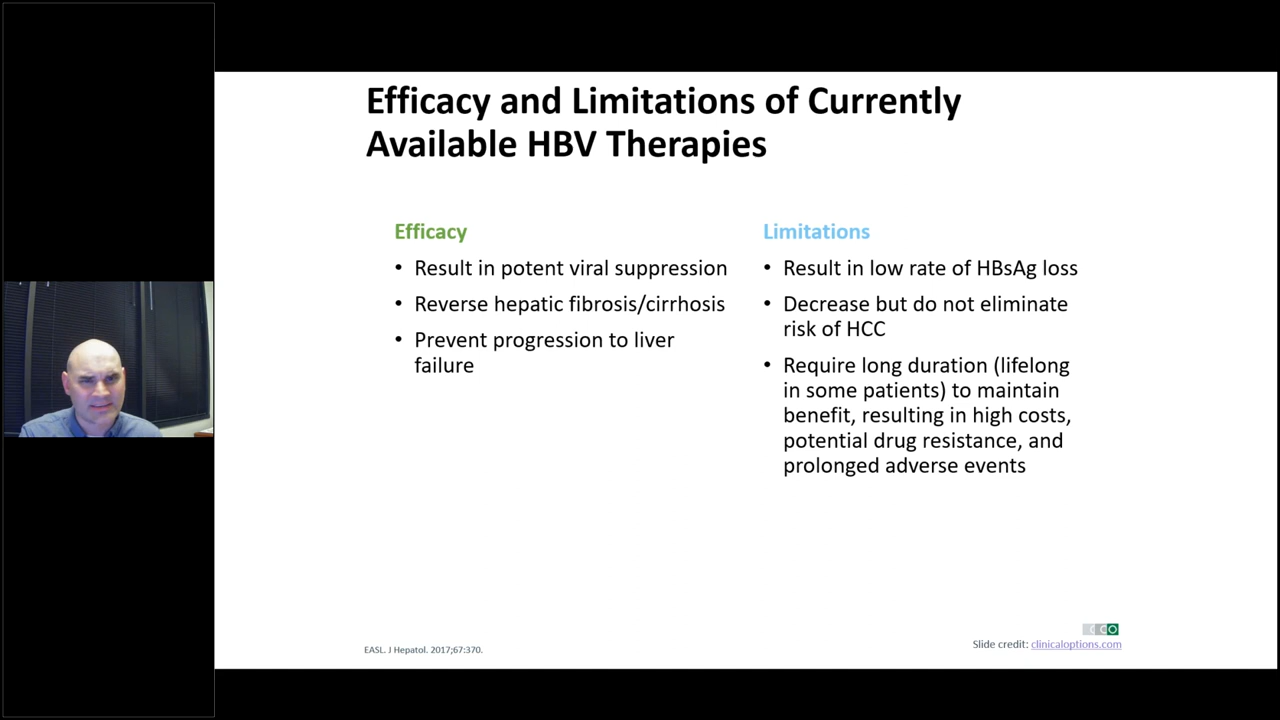 Efficacy and Limitations of Currently
Available HBV Therapies
Efficacy
• Result in potent viral suppression
• Reverse hepatic fibrosis/cirrhosis
• Prevent progression to liver
failure
Limitations
• Result in low rate of HBsAg loss
• Decrease but do not eliminate
risk of HCC
• Require long duration (lifelong
in some patients) to maintain
benefit, resulting in high costs,
potential drug resistance, and
prolonged adverse events
EASL. J Hepatol. 2017;67:370.
CCO
Slide credit: clinicaloptions.com